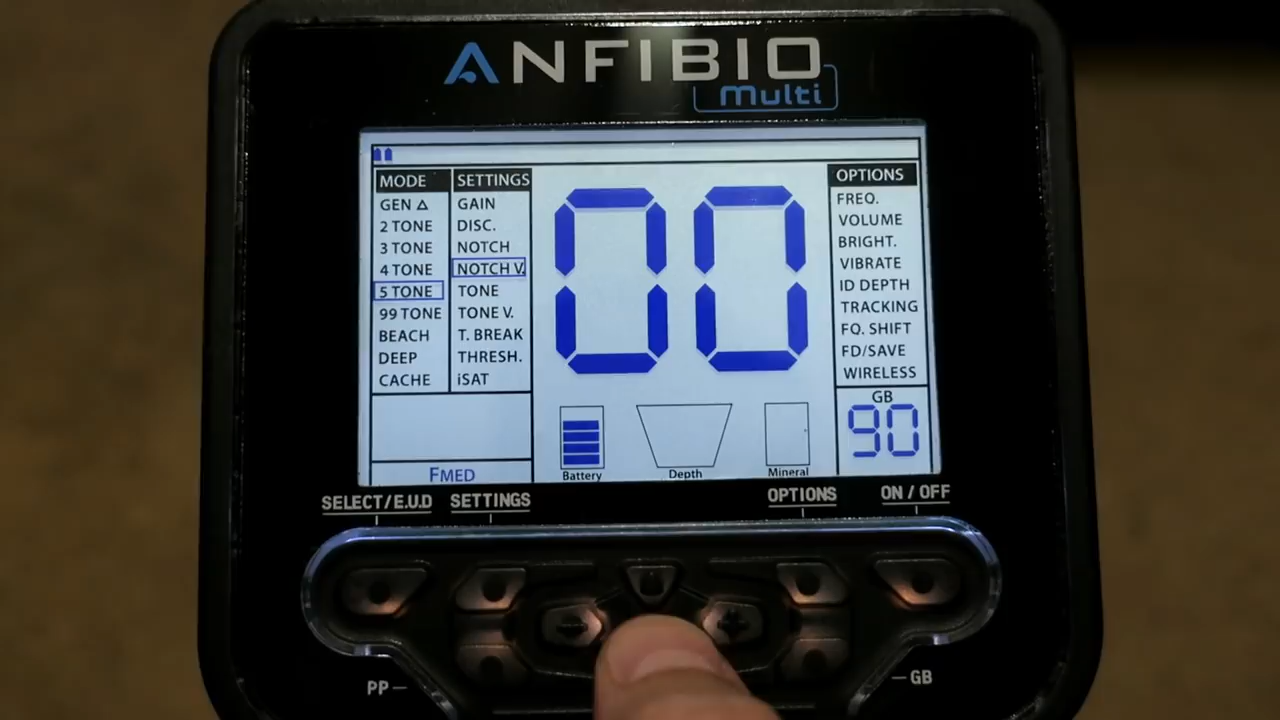 ANFIBIO
Multi
MODE
GEN Δ
2 TONE
3 TONE
4 TONE
5 TONE
99 TONE
BEACH
DEEP
CACHE
SETTINGS
GAIN
DISC.
NOTCH
NOTCH V.
TONE
TONE V.
T. BREAK
THRESH.
iSAT
FMED
00
Battery
Depth
Mineral
OPTIONS
FREQ.
VOLUME
BRIGHT.
VIBRATE
ID DEPTH
TRACKING
FQ. SHIFT
FD/SAVE
WIRELESS
GB
90
SELECT/E.U.D SETTINGS OPTIONS ON / OFF
PP GB